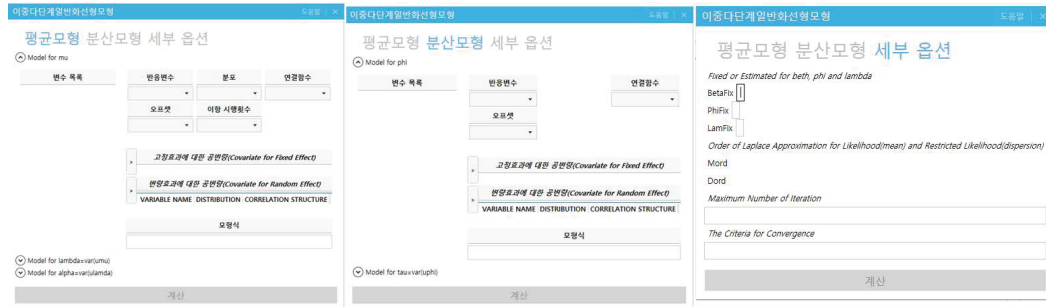 이중다단계일반화선형모형
도움말
평균모형 분산모형 세부 옵션
Model for mu
변수 목록
반응변수
분포
연결함수
오프셋
이항 시행횟수
고정효과에 대한 공변량(Covariate for Fixed Effect)
변량효과에 대한 공변량(Covariate for Random Effect)
VARIABLE NAME DISTRIBUTION CORRELATION STRUCTURE
모형식
Model for lambda=var(umu)
Model for alpha=var(ulamda)
계산
이중다단계일반화선형모형
도움말
평균모형 분산모형 세부 옵션
Model for phi
변수 목록
반응변수
연결함수
오프셋
고정효과에 대한 공변량(Covariate for Fixed Effect)
변량효과에 대한 공변량(Covariate for Random Effect)
VARIABLE NAME DISTRIBUTION CORRELATION STRUCTURE
모형식
Model for tau=var(uphi)
계산
이중다단계일반화선형모형
도움말
평균모형 분산모형 세부 옵션
Fixed or Estimated for beth, phi and lambda
BetaFix
PhiFix
LamFix
Order of Laplace Approximation for Likelihood(mean) and Restricted Likelihood(dispersion)
Mord
Dord
Maximum Number of Iteration
The Criteria for Convergence
계산